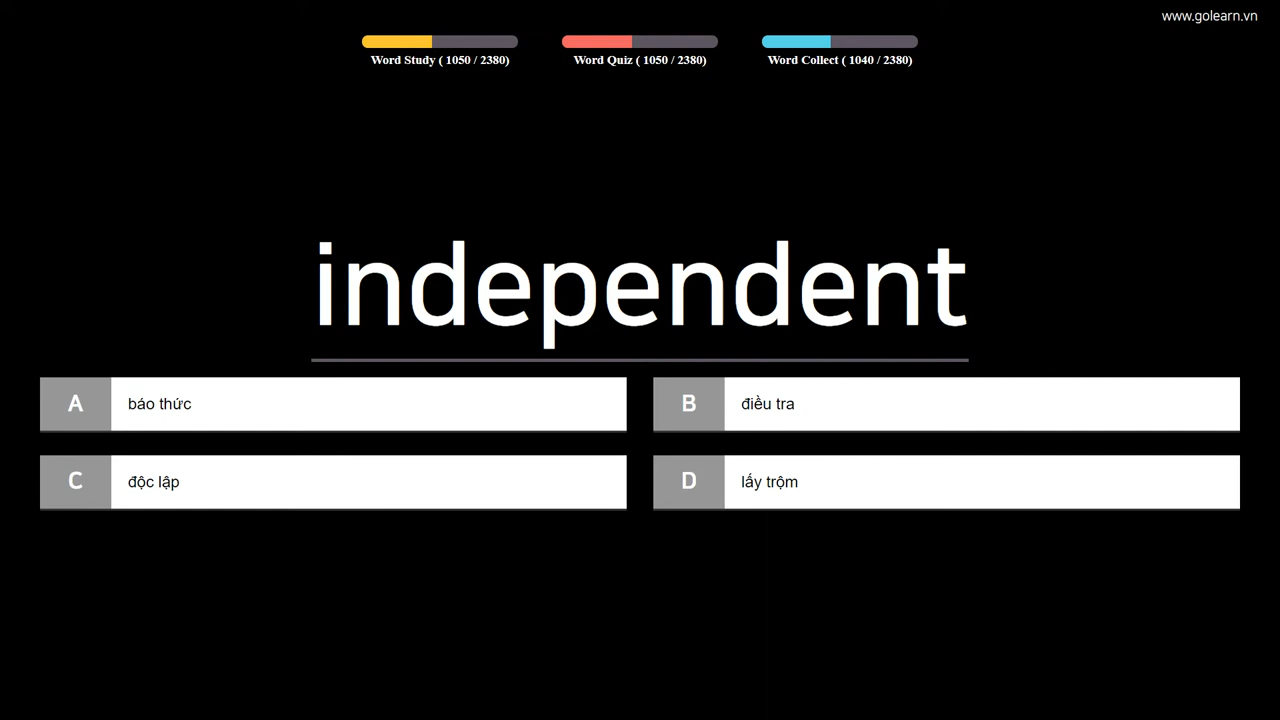 www.golearn.vn
Word Study ( 1050 / 2380)
Word Quiz ( 1050 / 2380)
Word Collect ( 1040 / 2380)
independent
A báo thức
B điều tra
C độc lập
D lấy trộm